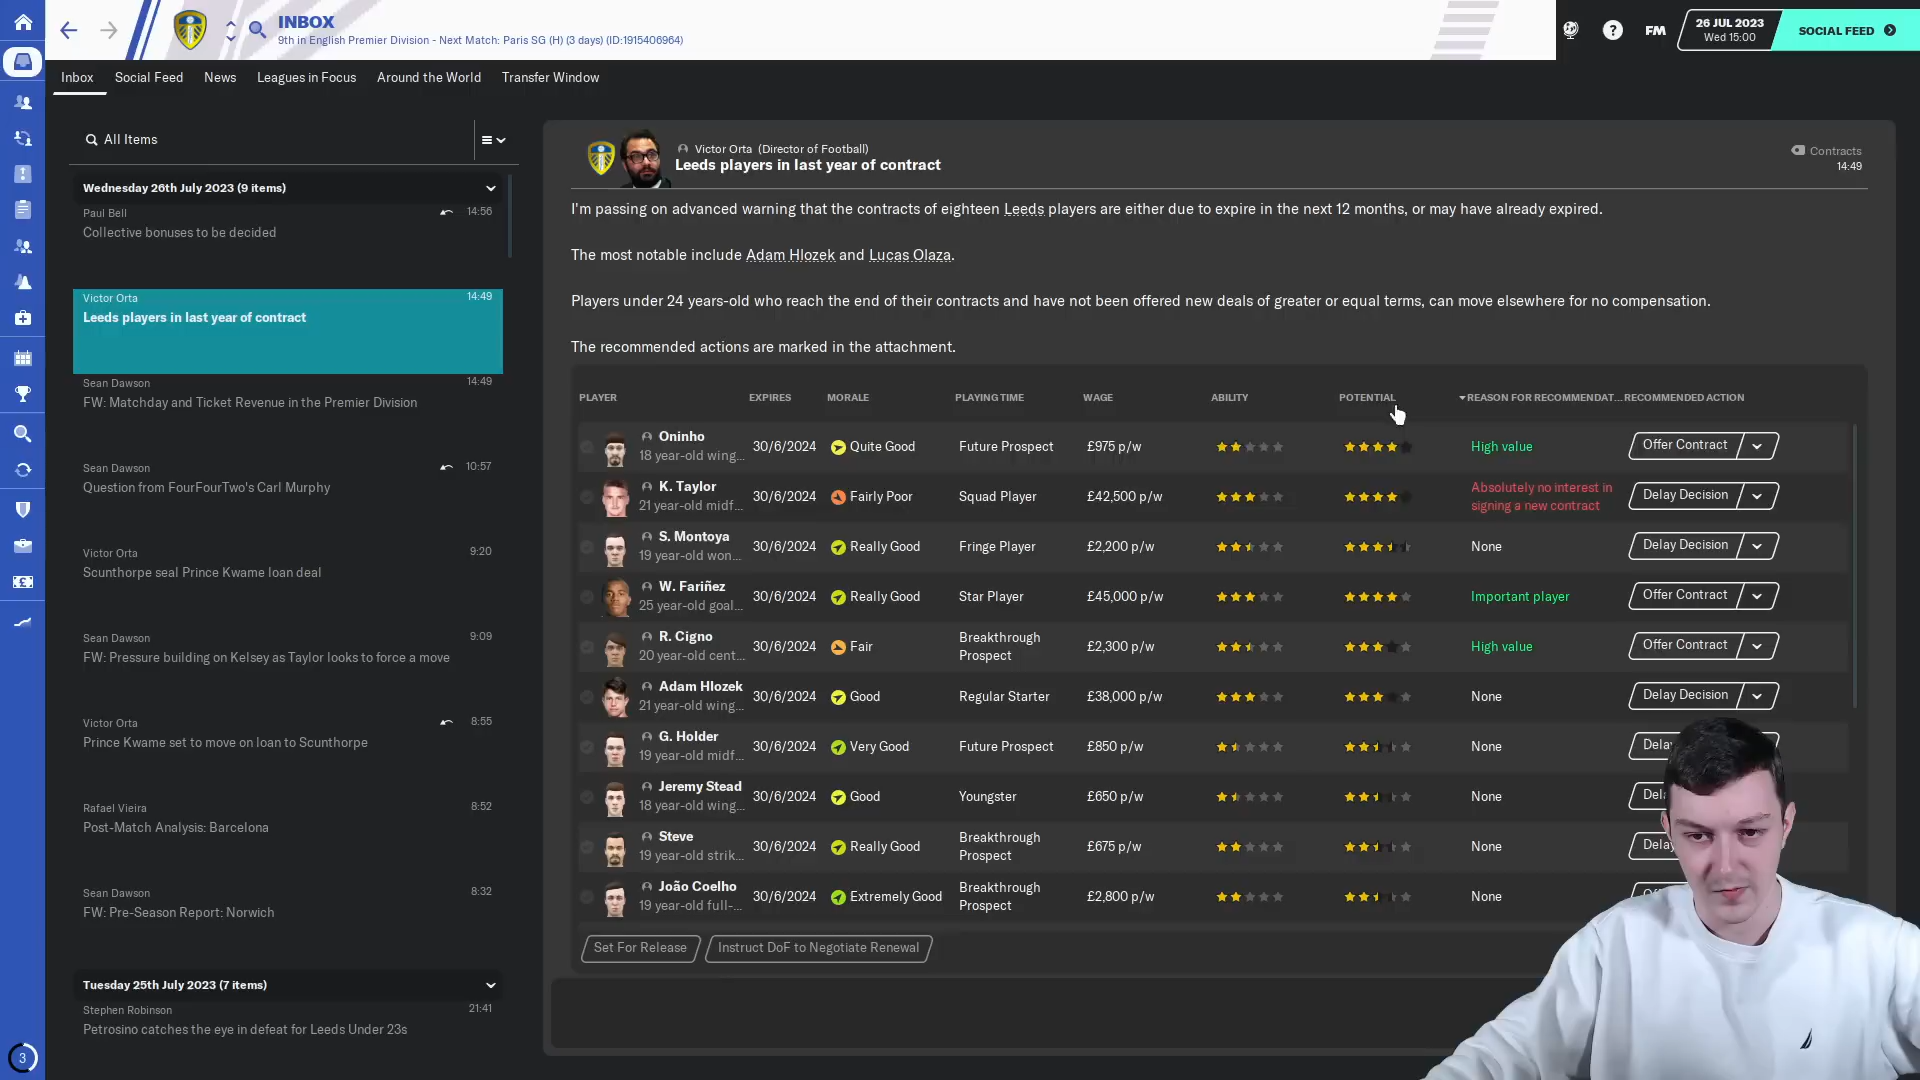 INBOX
9th in English Premier Division - Next Match: Paris SG (H) (3 days) (ID:1915406964)
FM
26 JUL 2023
Wed 15:00
SOCIAL FEED
Inbox
Social Feed
News
Leagues in Focus
Around the World
Transfer Window
All Items
Wednesday 26th July 2023 (9 items)
Paul Bell
14:56
Collective bonuses to be decided
Victor Orta
14:49
Leeds players in last year of contract
Sean Dawson
14:49
FW: Matchday and Ticket Revenue in the Premier Division
Sean Dawson
10:57
Question from FourFourTwo's Carl Murphy
Victor Orta
9:20
Scunthorpe seal Prince Kwame loan deal
Sean Dawson
9:09
FW: Pressure building on Kelsey as Taylor looks to force a move
Victor Orta
8:55
Prince Kwame set to move on loan to Scunthorpe
Rafael Vieira
8:52
Post-Match Analysis: Barcelona
Sean Dawson
8:32
FW: Pre-Season Report: Norwich
Tuesday 25th July 2023 (7 items)
Stephen Robinson
21:41
Petrosino catches the eye in defeat for Leeds Under 23s
3
Victor Orta (Director of Football)
Leeds players in last year of contract
Contracts
14:49
I'm passing on advanced warning that the contracts of eighteen Leeds players are either due to expire in the next 12 months, or may have already expired.
The most notable include Adam Hlozek and Lucas Olaza.
Players under 24 years-old who reach the end of their contracts and have not been offered new deals of greater or equal terms, can move elsewhere for no compensation.
The recommended actions are marked in the attachment.
PLAYER EXPIRES MORALE PLAYING TIME WAGE ABILITY POTENTIAL REASON FOR RECOMMENDAT... RECOMMENDED ACTION
Oninho
18 year-old wing...
30/6/2024 Quite Good Future Prospect £975 p/w High value Offer Contract
K. Taylor
21 year-old midf...
30/6/2024 Fairly Poor Squad Player £42,500 p/w
Absolutely no interest in
signing a new contract
Delay Decision
S. Montoya
19 year-old won...
30/6/2024 Really Good Fringe Player £2,200 p/w None Delay Decision
W. Fariñez
25 year-old goal...
30/6/2024 Really Good Star Player £45,000 p/w Important player Offer Contract
R. Cigno
20 year-old cent...
30/6/2024 Fair
Breakthrough
Prospect
£2,300 p/w High value Offer Contract
Adam Hlozek
21 year-old wing...
30/6/2024 Good Regular Starter £38,000 p/w None Delay Decision
G. Holder
19 year-old midf...
30/6/2024 Very Good Future Prospect £850 p/w None Dela
Jeremy Stead
18 year-old wing...
30/6/2024 Good Youngster £650 p/w None Del
Steve
19 year-old strik...
30/6/2024 Really Good
Breakthrough
Prospect
£675 p/w None Dela
João Coelho
19 year-old full-...
30/6/2024 Extremely Good
Breakthrough
Prospect
£2,800 p/w None
Set For Release
Instruct DoF to Negotiate Renewal